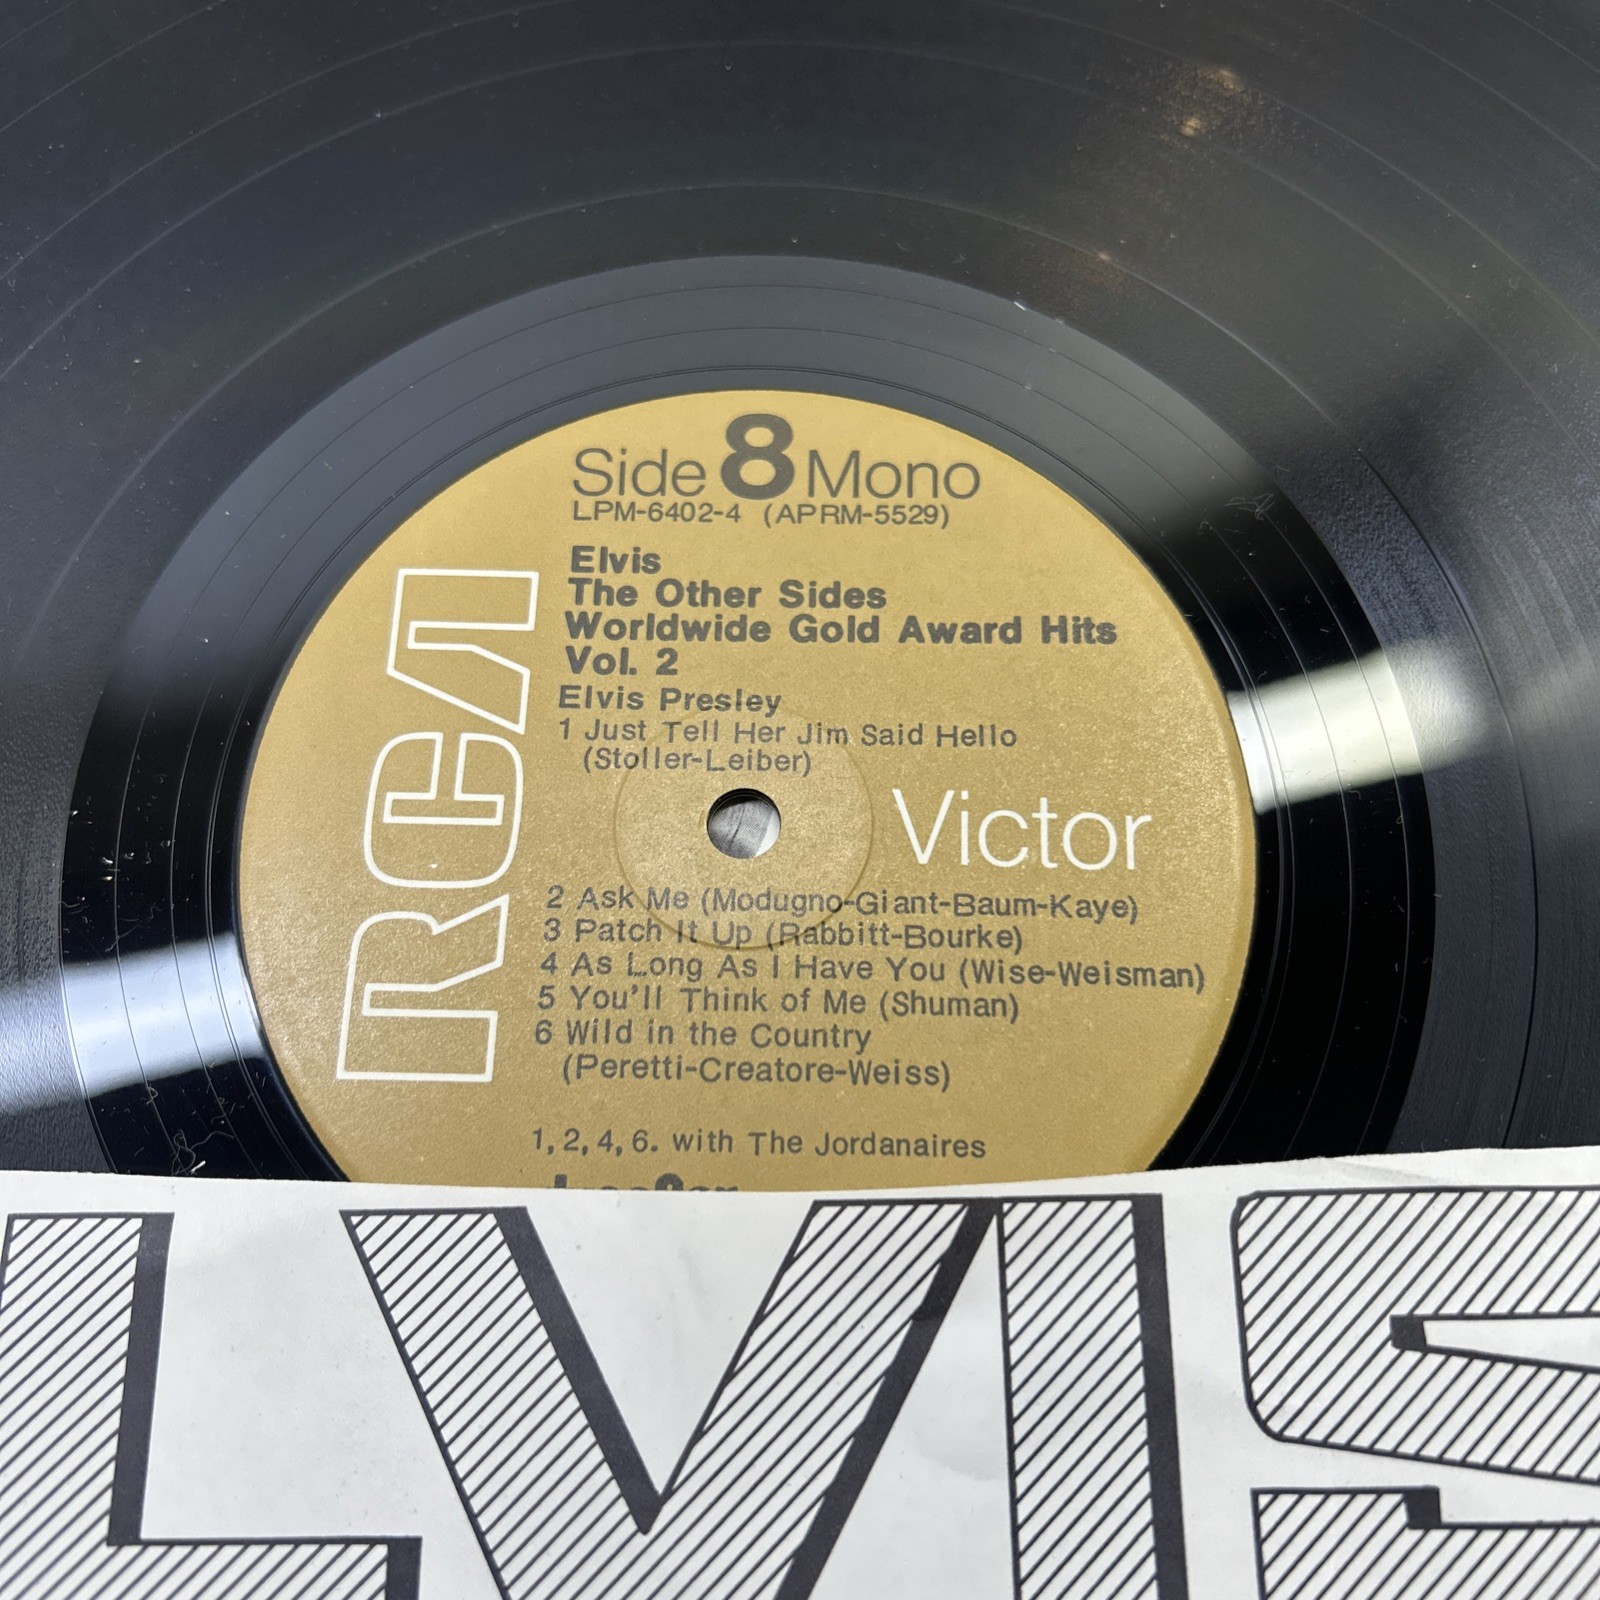 Side 8 Mono
LPM-6402-4 (APRM-5529)
Elvis
The Other Sides
Worldwide Gold Award Hits
Vol. 2
Elvis Presley
1 Just Tell Her Jim Said Hello
(Stoller-Leiber)
RCA
Victor
2 Ask Me (Modugno-Giant-Baum-Kaye)
3 Patch It Up (Rabbitt-Bourke)
4 As Long As I Have You (Wise-Weisman)
5 You'll Think of Me (Shuman)
6 Wild in the Country
(Peretti-Creatore-Weiss)
1, 2, 4, 6. with The Jordanaires
LVIS